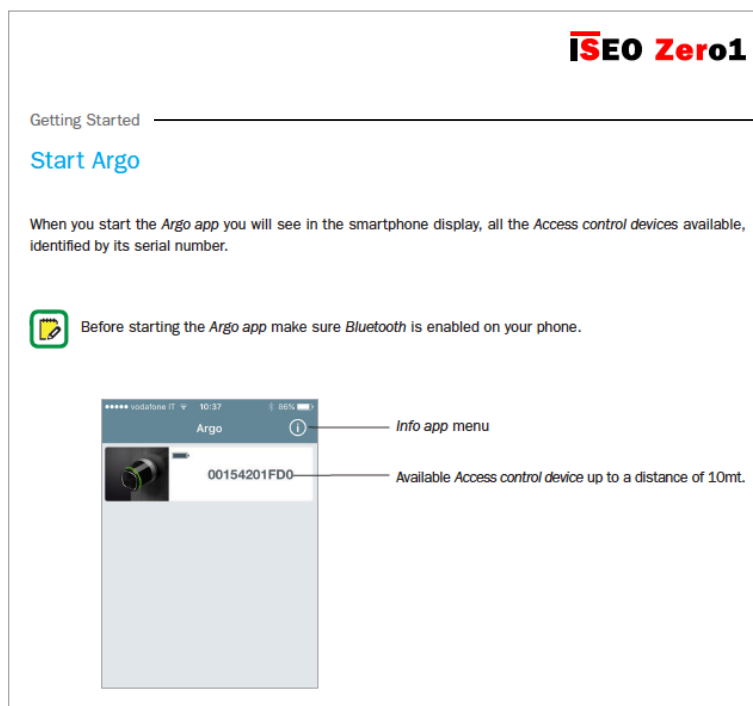 ISEO Zero1
Getting Started
Start Argo
When you start the Argo app you will see in the smartphone display, all the Access control devices available,
identified by its serial number.
Before starting the Argo app make sure Bluetooth is enabled on your phone.
vodafone IT 10:37 86%
Argo
Info app menu
00154201FD0
Available Access control device up to a distance of 10mt.